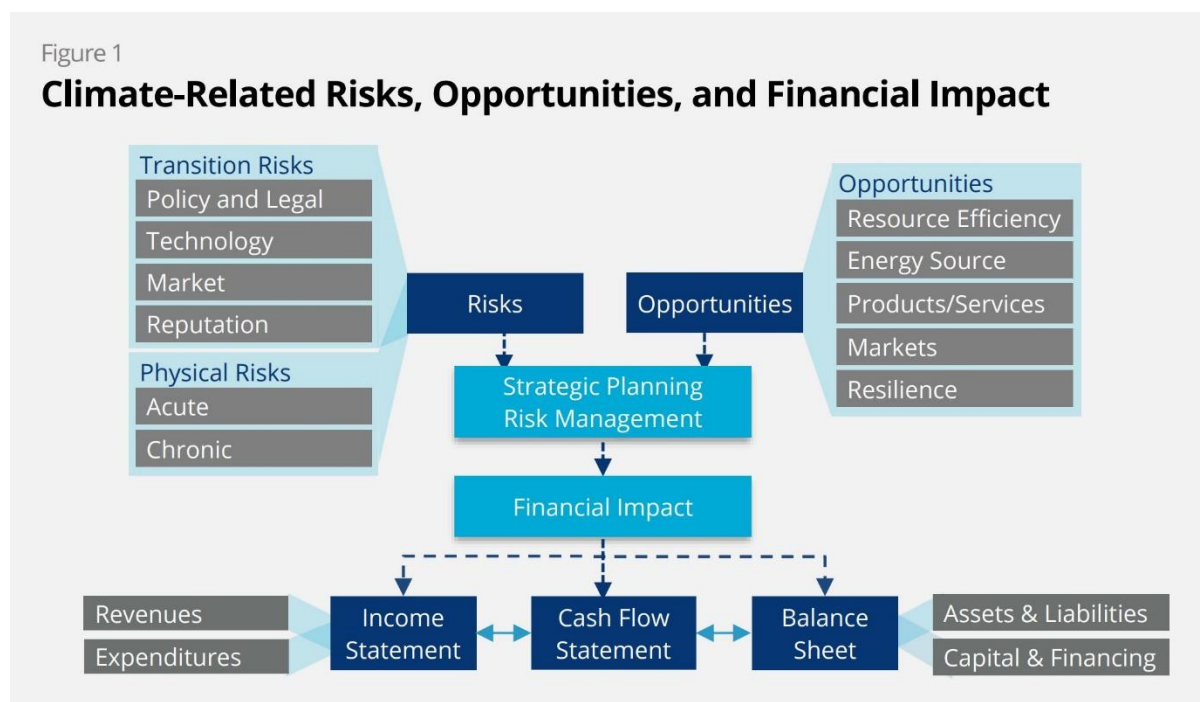 Figure 1
Climate-Related Risks, Opportunities, and Financial Impact
Transition Risks
Policy and Legal
Technology
Market
Reputation
Physical Risks
Acute
Chronic
Risks
Opportunities
Opportunities
Resource Efficiency
Energy Source
Products/Services
Markets
Resilience
Strategic Planning
Risk Management
Financial Impact
Revenues
Expenditures
Income
Statement
Cash Flow
Statement
Balance
Sheet
Assets & Liabilities
Capital & Financing